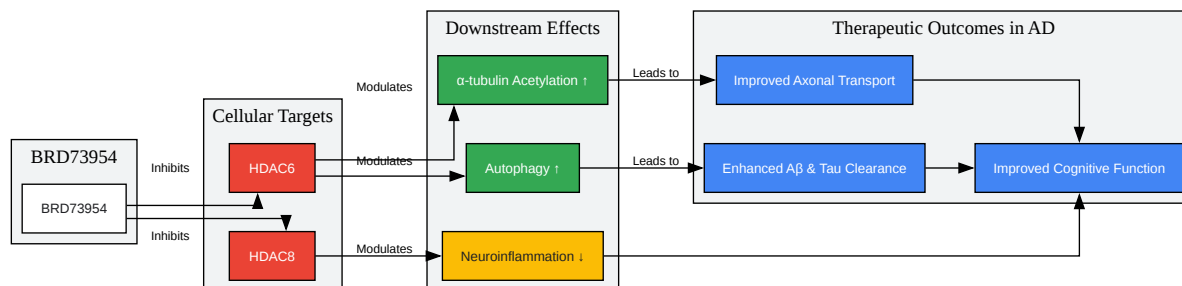 BRD73954
BRD73954
Inhibits
Inhibits
Cellular Targets
HDAC6
HDAC8
Modulates
Modulates
Modulates
Downstream Effects
α-tubulin Acetylation ↑
Autophagy ↑
Neuroinflammation ↓
Leads to
Leads to
Therapeutic Outcomes in AD
Improved Axonal Transport
Enhanced Aβ & Tau Clearance
Improved Cognitive Function